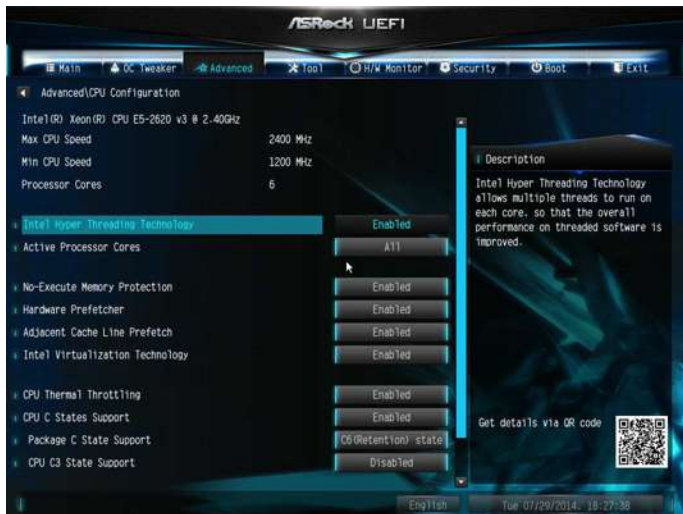 ASRock UEFI
Main OC Tweaker Advanced Tool H/W Monitor Security Boot Exit
Advanced\CPU Configuration
Intel(R) Xeon(R) CPU E5-2620 v3 @ 2.40GHz
Max CPU Speed 2400 MHz
Min CPU Speed 1200 MHz
Processor Cores 6
Intel Hyper Threading Technology Enabled
Active Processor Cores All
No-Execute Memory Protection Enabled
Hardware Prefetcher Enabled
Adjacent Cache Line Prefetch Enabled
Intel Virtualization Technology Enabled
CPU Thermal Throttling Enabled
CPU C States Support Enabled
Package C State Support C6(Retention) state
CPU C3 State Support Disabled
Description
Intel Hyper Threading Technology
allows multiple threads to run on
each core, so that the overall
performance on threaded software is
improved.
Get details via QR code
English Tue 07/29/2014, 18:27:38